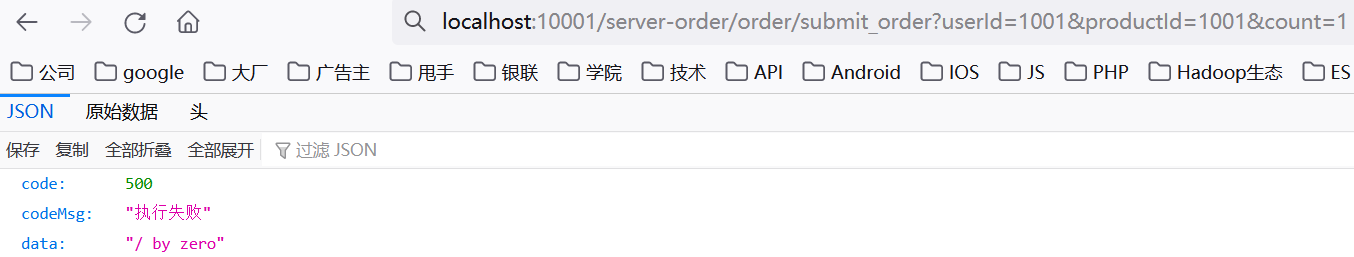 localhost:10001/server-order/order/submit_order?userId=1001&productId=1001&count=1
公司 google 大厂 广告主 甩手 银联 学院 技术 API Android IOS JS PHP Hadoop生态 ES
JSON 原始数据 头
保存 复制 全部折叠 全部展开 过滤 JSON
code: 500
codeMsg: "执行失败"
data: "/ by zero"